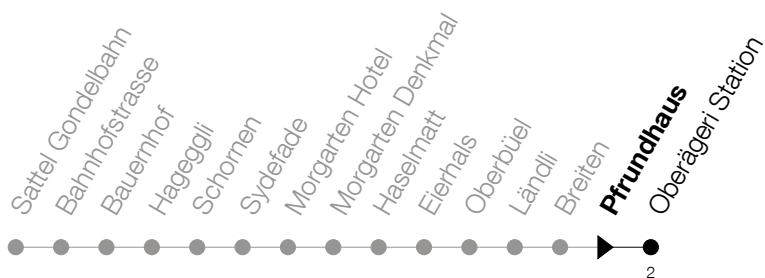 Sattel Gondelbahn
Bahnhofstrasse
Bauernhof
Hageggli
Schornen
Sydefade
Morgarten Hotel
Morgarten Denkmal
Haselmatt
Eierhals
Oberbüel
Ländli
Breiten
Pfrundhaus
Oberägeri Station
2